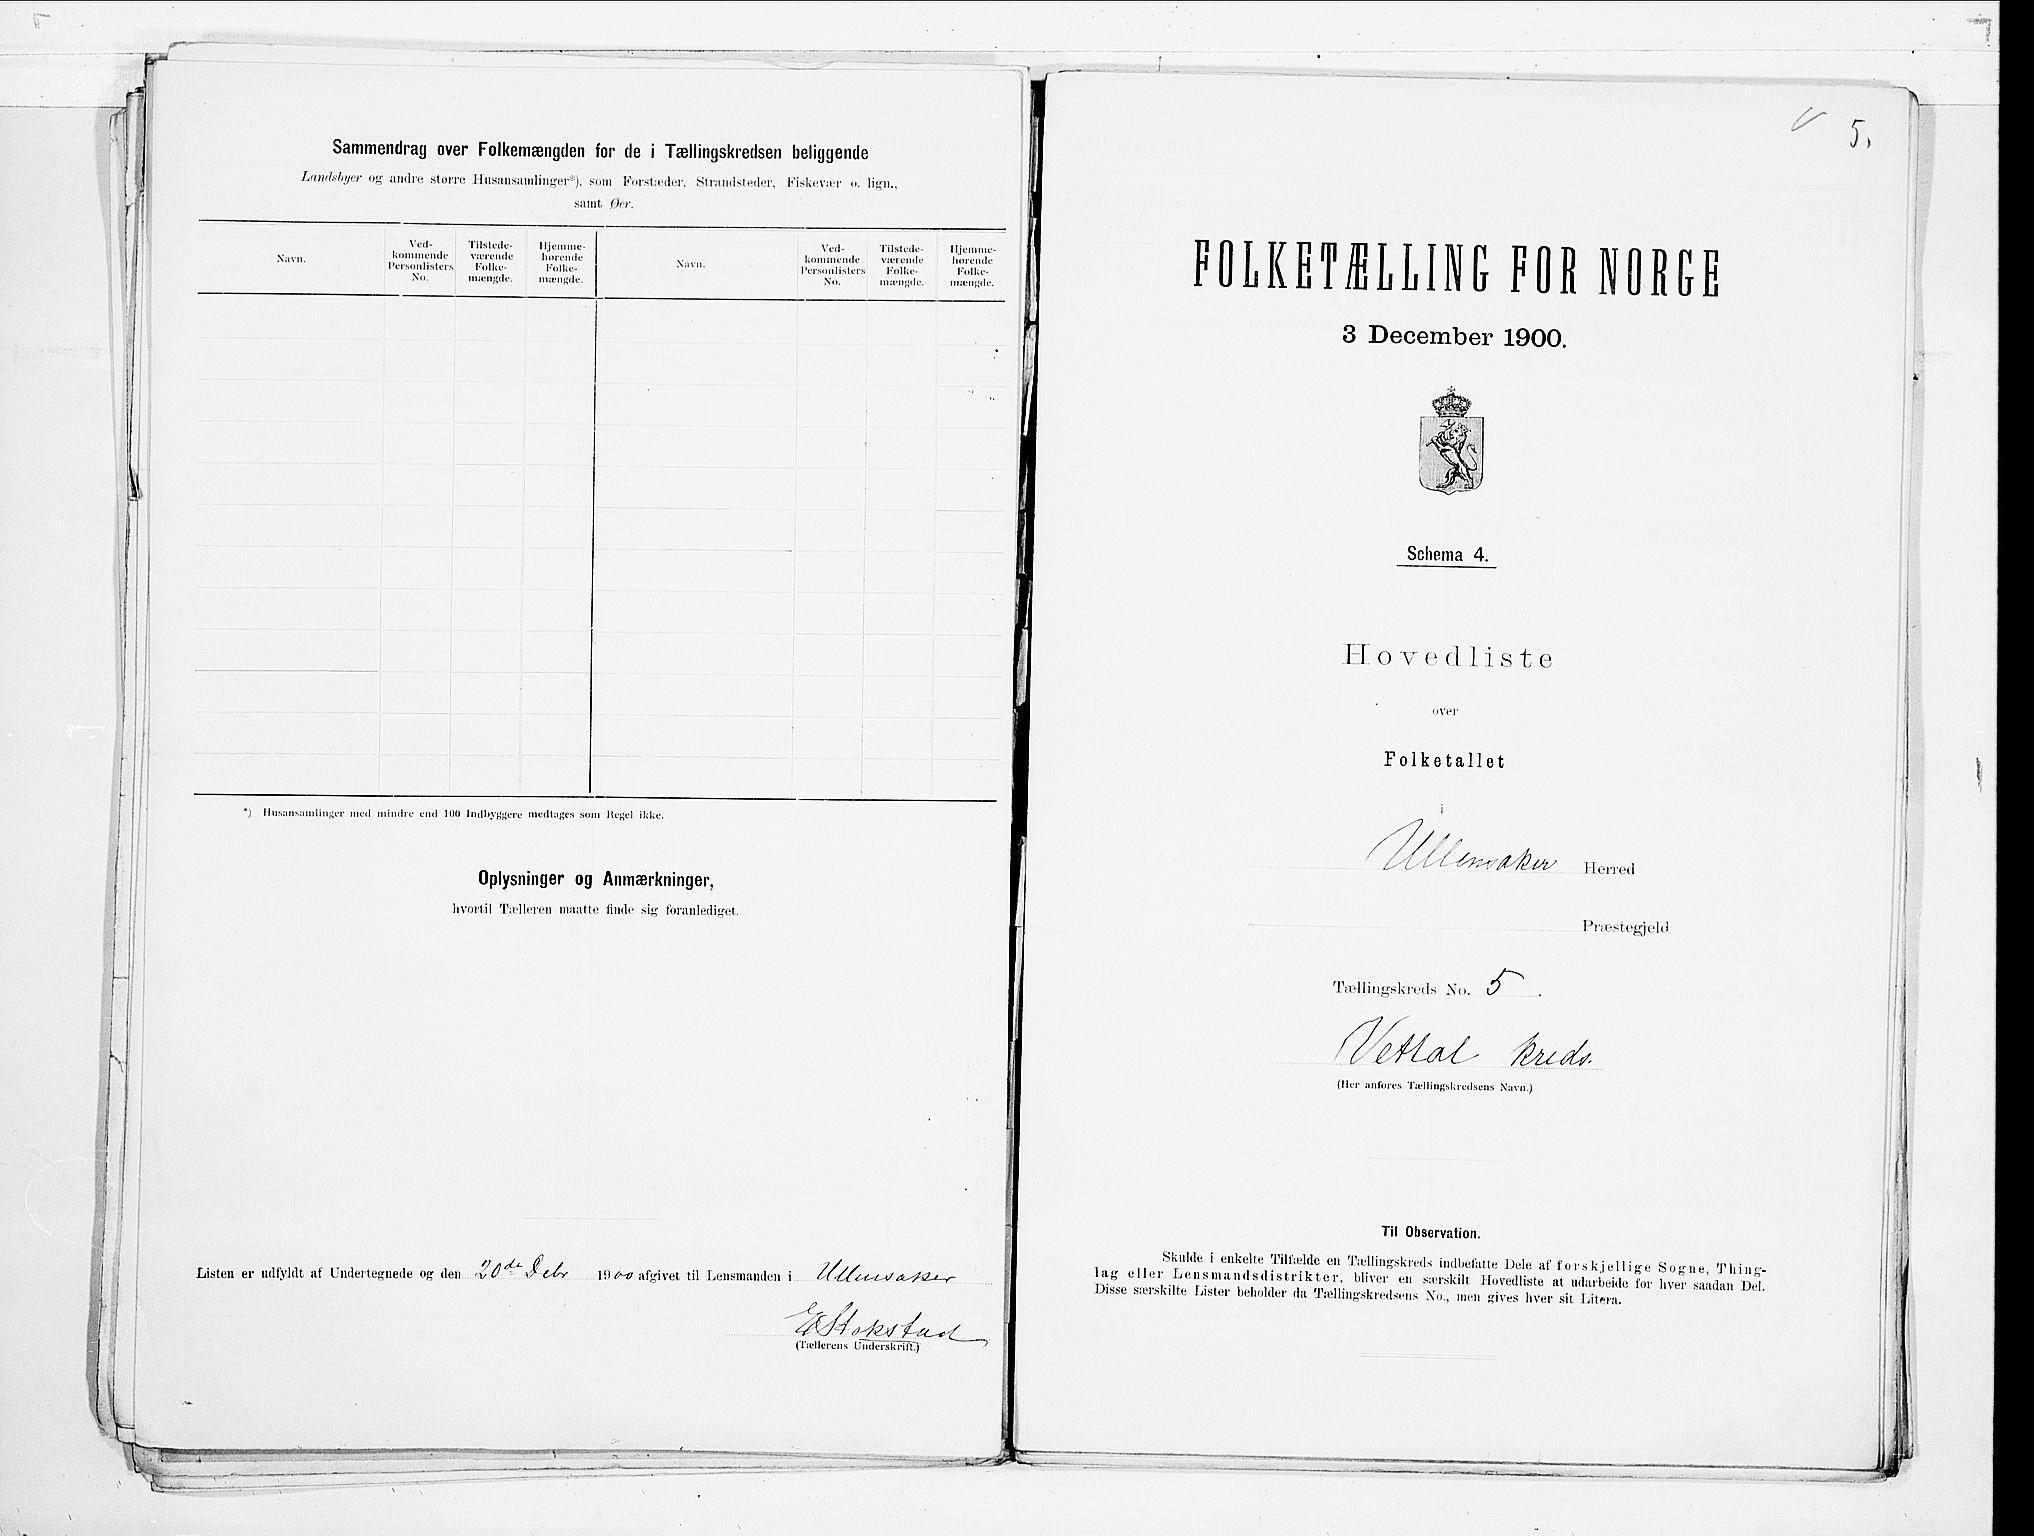 Sammendrag over Folkemængden for de i Tællingskredsen beliggende
Landsbyer og andre større Husansamlinger*), som Forstæder, Strandsteder, Fiskevær o. lign.,
samt Øer.
Navn.
Ved-
kommende
Personlisters
No.
Tilstede-
værende
Folke-
mængde.
Hjemme-
hørende
Folke-
mængde.
Navn.
Ved-
kommende
Personlisters
No.
Tilstede-
værende
Folke-
mængde.
Hjemme-
hørende
Folke-
mængde.
*) Husansamlinger med mindre end 100 Indbyggere medtages som Regel ikke.
Oplysninger og Anmærkninger,
hvortil Tælleren maatte finde sig foranlediget.
Listen er udfyldt af Undertegnede og den 20de Debr 1900 afgivet til Lensmanden i Ullensaker
E Stokstad
(Tællerens Underskrift.)
5.
FOLKETÆLLING FOR NORGE
3 December 1900.
Schema 4.
Hovedliste
over
Folketallet
i
Ullensaker Herred
Præstegjeld
Tællingskreds No. 5.
Vettal kreds.
(Her anføres Tællingskredsens Navn.)
Til Observation.
Skulde i enkelte Tilfælde en Tællingskreds indbefatte Dele af forskjellige Sogne, Thing-
lag eller Lensmandsdistrikter, bliver en særskilt Hovedliste at udarbeide for hver saadan Del.
Disse særskilte Lister beholder da Tællingskredsens No., men gives hver sit Litera.